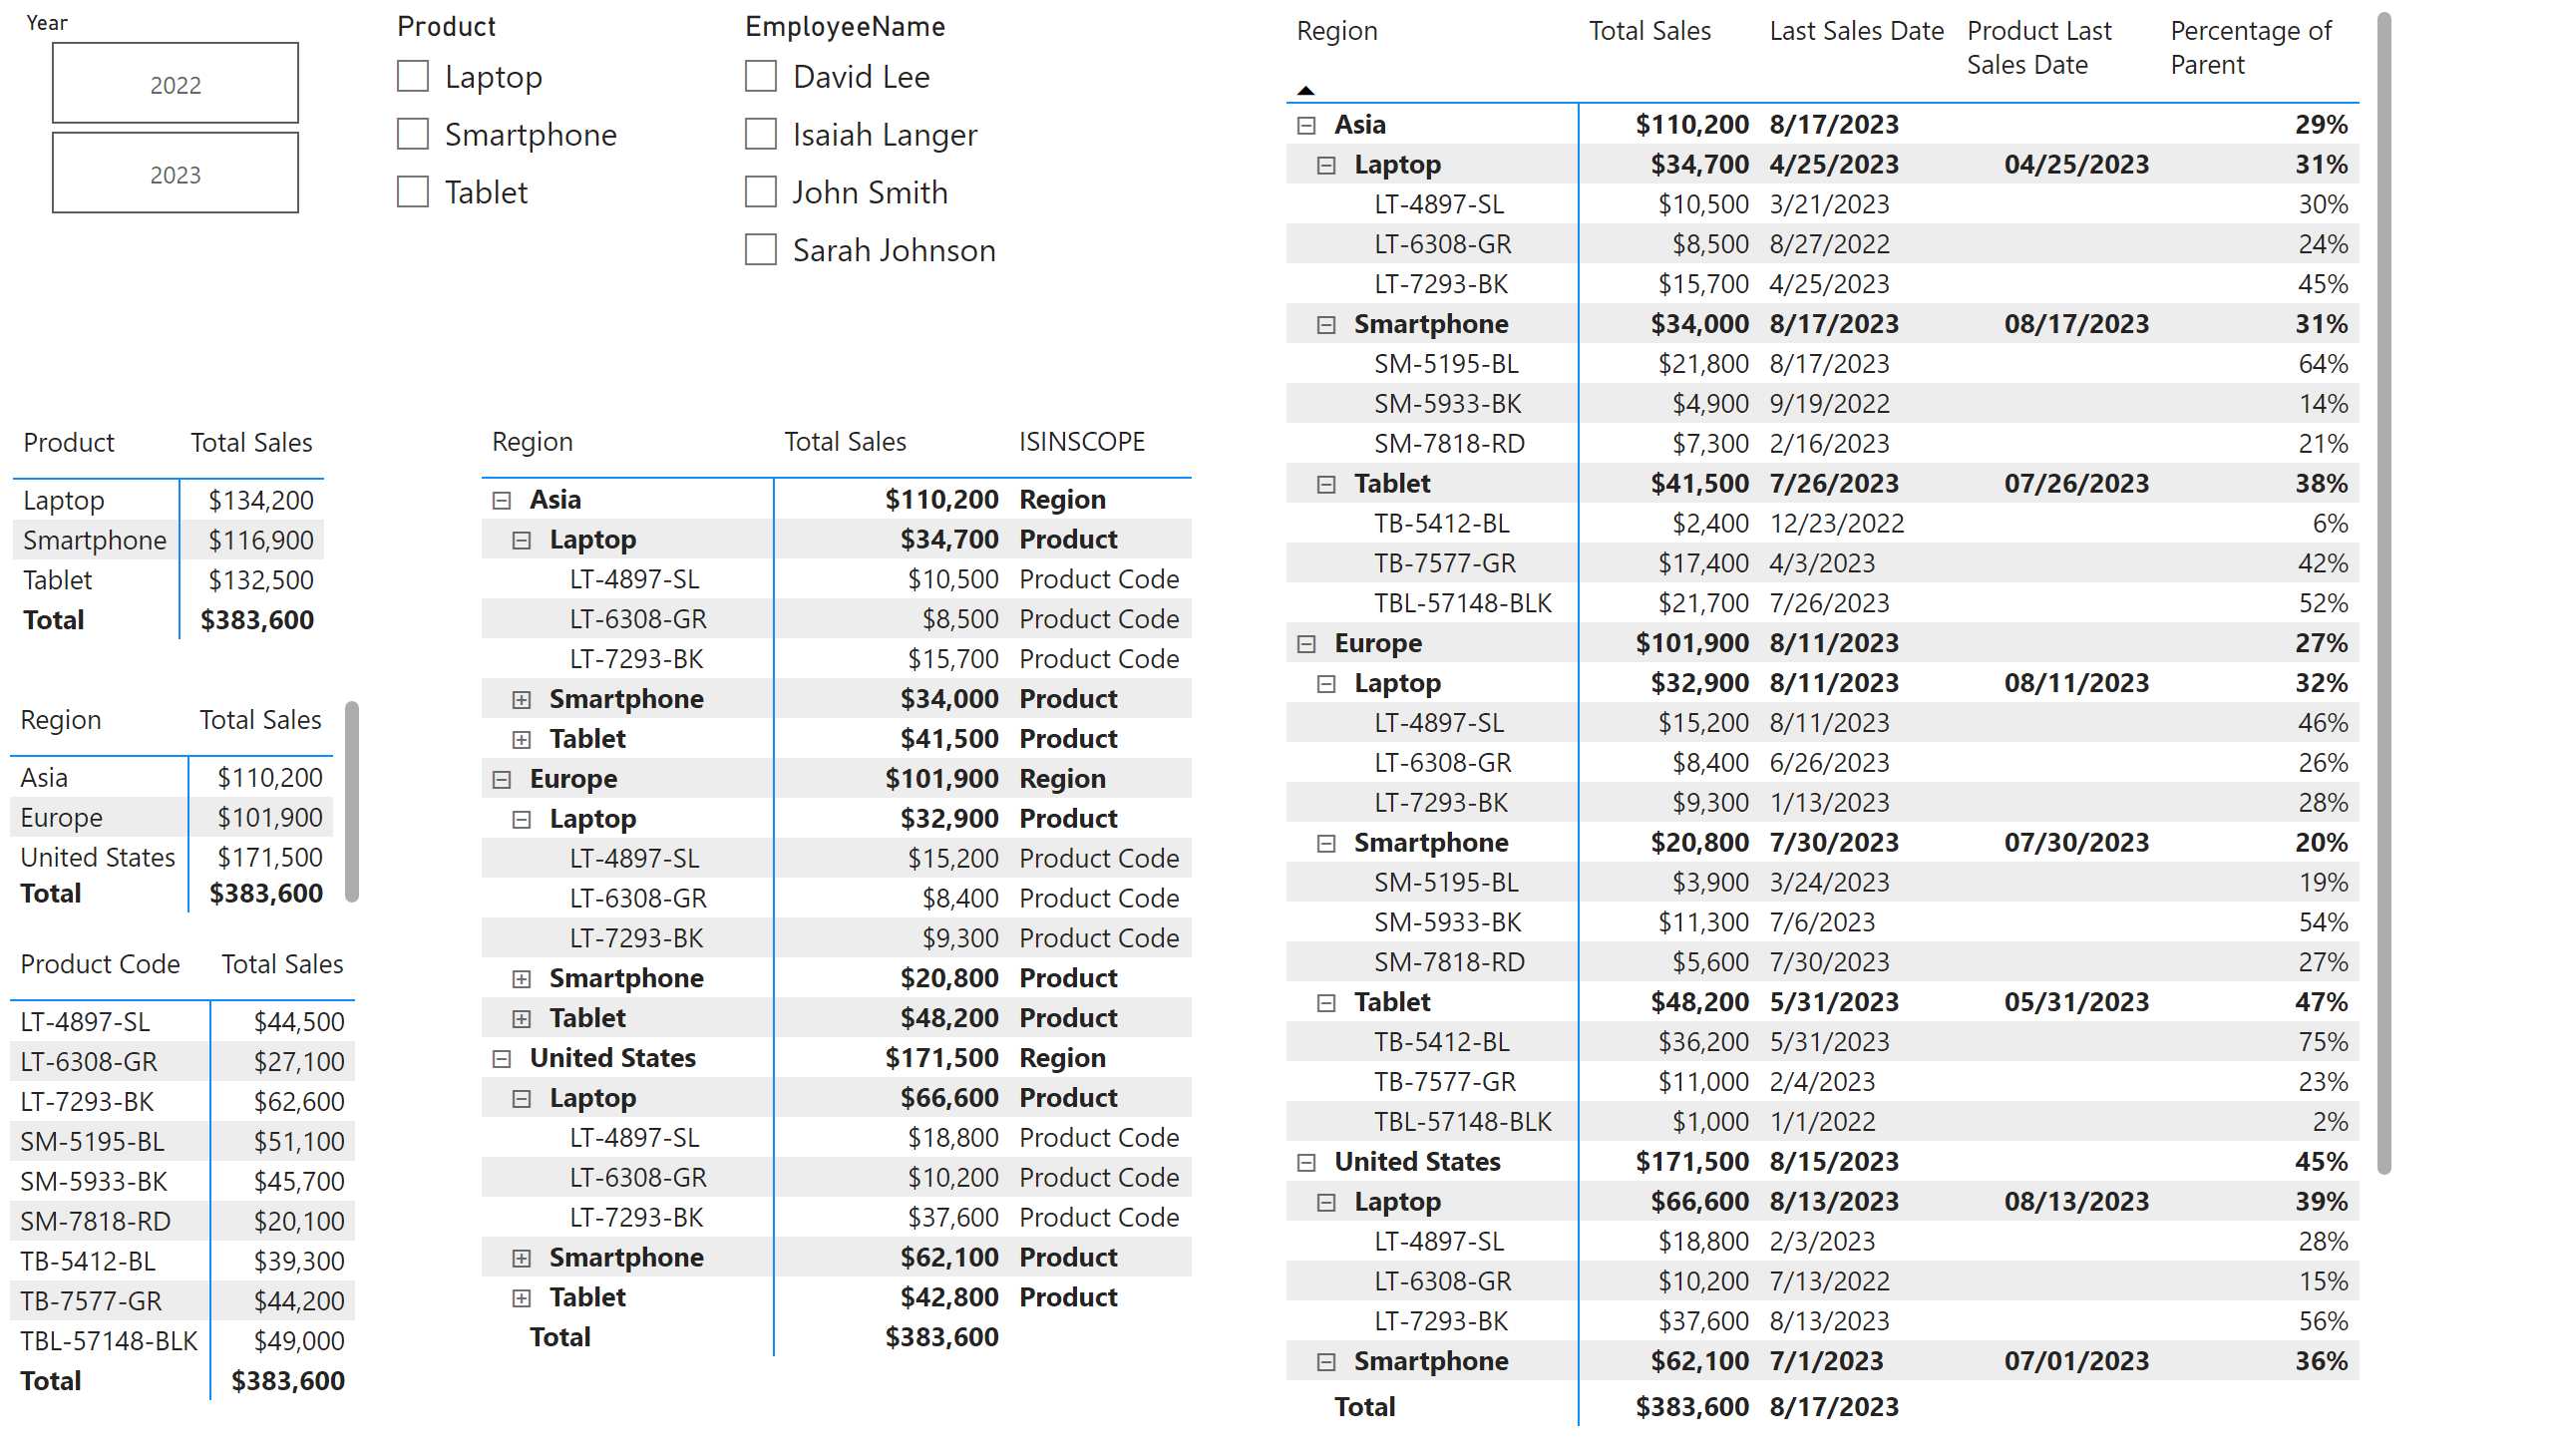 Year
2022
2023
Product
Laptop
Smartphone
Tablet
EmployeeName
David Lee
Isaiah Langer
John Smith
Sarah Johnson
Product Total Sales
Laptop $134,200
Smartphone $116,900
Tablet $132,500
Total $383,600
Region Total Sales
Asia $110,200
Europe $101,900
United States $171,500
Total $383,600
Product Code Total Sales
LT-4897-SL $44,500
LT-6308-GR $27,100
LT-7293-BK $62,600
SM-5195-BL $51,100
SM-5933-BK $45,700
SM-7818-RD $20,100
TB-5412-BL $39,300
TB-7577-GR $44,200
TBL-57148-BLK $49,000
Total $383,600
Region Total Sales ISINSCOPE
Asia $110,200 Region
Laptop $34,700 Product
LT-4897-SL $10,500 Product Code
LT-6308-GR $8,500 Product Code
LT-7293-BK $15,700 Product Code
Smartphone $34,000 Product
Tablet $41,500 Product
Europe $101,900 Region
Laptop $32,900 Product
LT-4897-SL $15,200 Product Code
LT-6308-GR $8,400 Product Code
LT-7293-BK $9,300 Product Code
Smartphone $20,800 Product
Tablet $48,200 Product
United States $171,500 Region
Laptop $66,600 Product
LT-4897-SL $18,800 Product Code
LT-6308-GR $10,200 Product Code
LT-7293-BK $37,600 Product Code
Smartphone $62,100 Product
Tablet $42,800 Product
Total $383,600
Region Total Sales Last Sales Date Product Last Percentage of
Sales Date Parent
Asia $110,200 8/17/2023 29%
Laptop $34,700 4/25/2023 04/25/2023 31%
LT-4897-SL $10,500 3/21/2023 30%
LT-6308-GR $8,500 8/27/2022 24%
LT-7293-BK $15,700 4/25/2023 45%
Smartphone $34,000 8/17/2023 08/17/2023 31%
SM-5195-BL $21,800 8/17/2023 64%
SM-5933-BK $4,900 9/19/2022 14%
SM-7818-RD $7,300 2/16/2023 21%
Tablet $41,500 7/26/2023 07/26/2023 38%
TB-5412-BL $2,400 12/23/2022 6%
TB-7577-GR $17,400 4/3/2023 42%
TBL-57148-BLK $21,700 7/26/2023 52%
Europe $101,900 8/11/2023 27%
Laptop $32,900 8/11/2023 08/11/2023 32%
LT-4897-SL $15,200 8/11/2023 46%
LT-6308-GR $8,400 6/26/2023 26%
LT-7293-BK $9,300 1/13/2023 28%
Smartphone $20,800 7/30/2023 07/30/2023 20%
SM-5195-BL $3,900 3/24/2023 19%
SM-5933-BK $11,300 7/6/2023 54%
SM-7818-RD $5,600 7/30/2023 27%
Tablet $48,200 5/31/2023 05/31/2023 47%
TB-5412-BL $36,200 5/31/2023 75%
TB-7577-GR $11,000 2/4/2023 23%
TBL-57148-BLK $1,000 1/1/2022 2%
United States $171,500 8/15/2023 45%
Laptop $66,600 8/13/2023 08/13/2023 39%
LT-4897-SL $18,800 2/3/2023 28%
LT-6308-GR $10,200 7/13/2022 15%
LT-7293-BK $37,600 8/13/2023 56%
Smartphone $62,100 7/1/2023 07/01/2023 36%
Total $383,600 8/17/2023